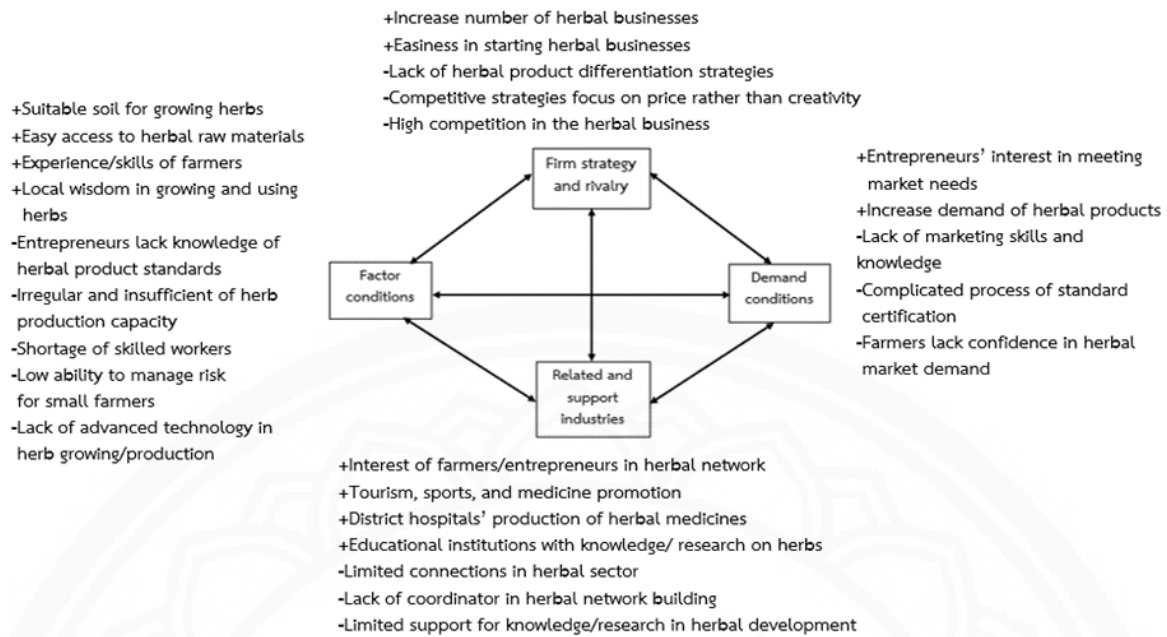 +Increase number of herbal businesses
+Easiness in starting herbal businesses
-Lack of herbal product differentiation strategies
-Competitive strategies focus on price rather than creativity
-High competition in the herbal business
+Suitable soil for growing herbs
+Easy access to herbal raw materials
+Experience/skills of farmers
+Local wisdom in growing and using
herbs
-Entrepreneurs lack knowledge of
herbal product standards
-Irregular and insufficient of herb
production capacity
-Shortage of skilled workers
-Low ability to manage risk
for small farmers
-Lack of advanced technology in
herb growing/production
Firm strategy
and rivalry
Factor
conditions
Demand
conditions
Related and
support
industries
+Entrepreneurs' interest in meeting
market needs
+Increase demand of herbal products
-Lack of marketing skills and
knowledge
-Complicated process of standard
certification
-Farmers lack confidence in herbal
market demand
+Interest of farmers/entrepreneurs in herbal network
+Tourism, sports, and medicine promotion
+District hospitals' production of herbal medicines
+Educational institutions with knowledge/ research on herbs
-Limited connections in herbal sector
-Lack of coordinator in herbal network building
-Limited support for knowledge/research in herbal development